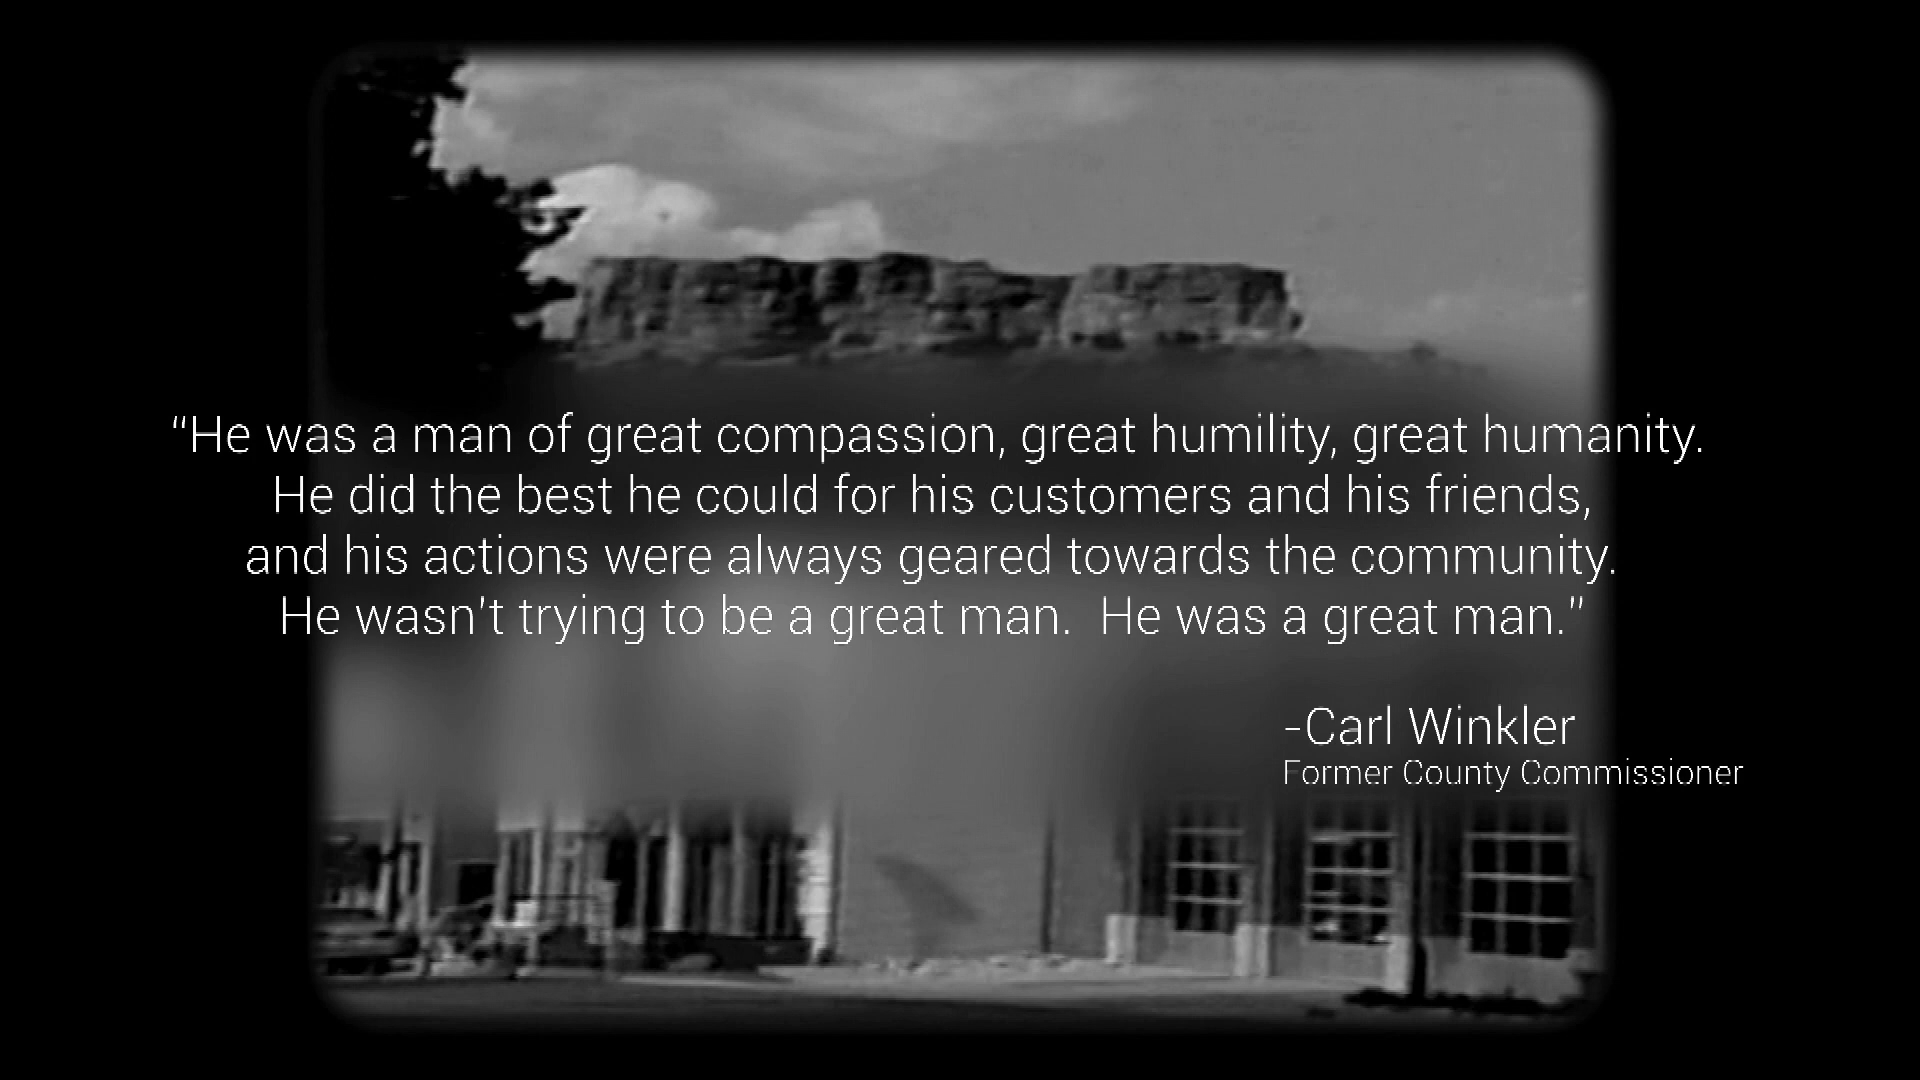 "He was a man of great compassion, great humility, great humanity.
He did the best he could for his customers and his friends,
and his actions were always geared towards the community.
He wasn't trying to be a great man.  He was a great man."
-Carl Winkler
Former County Commissioner